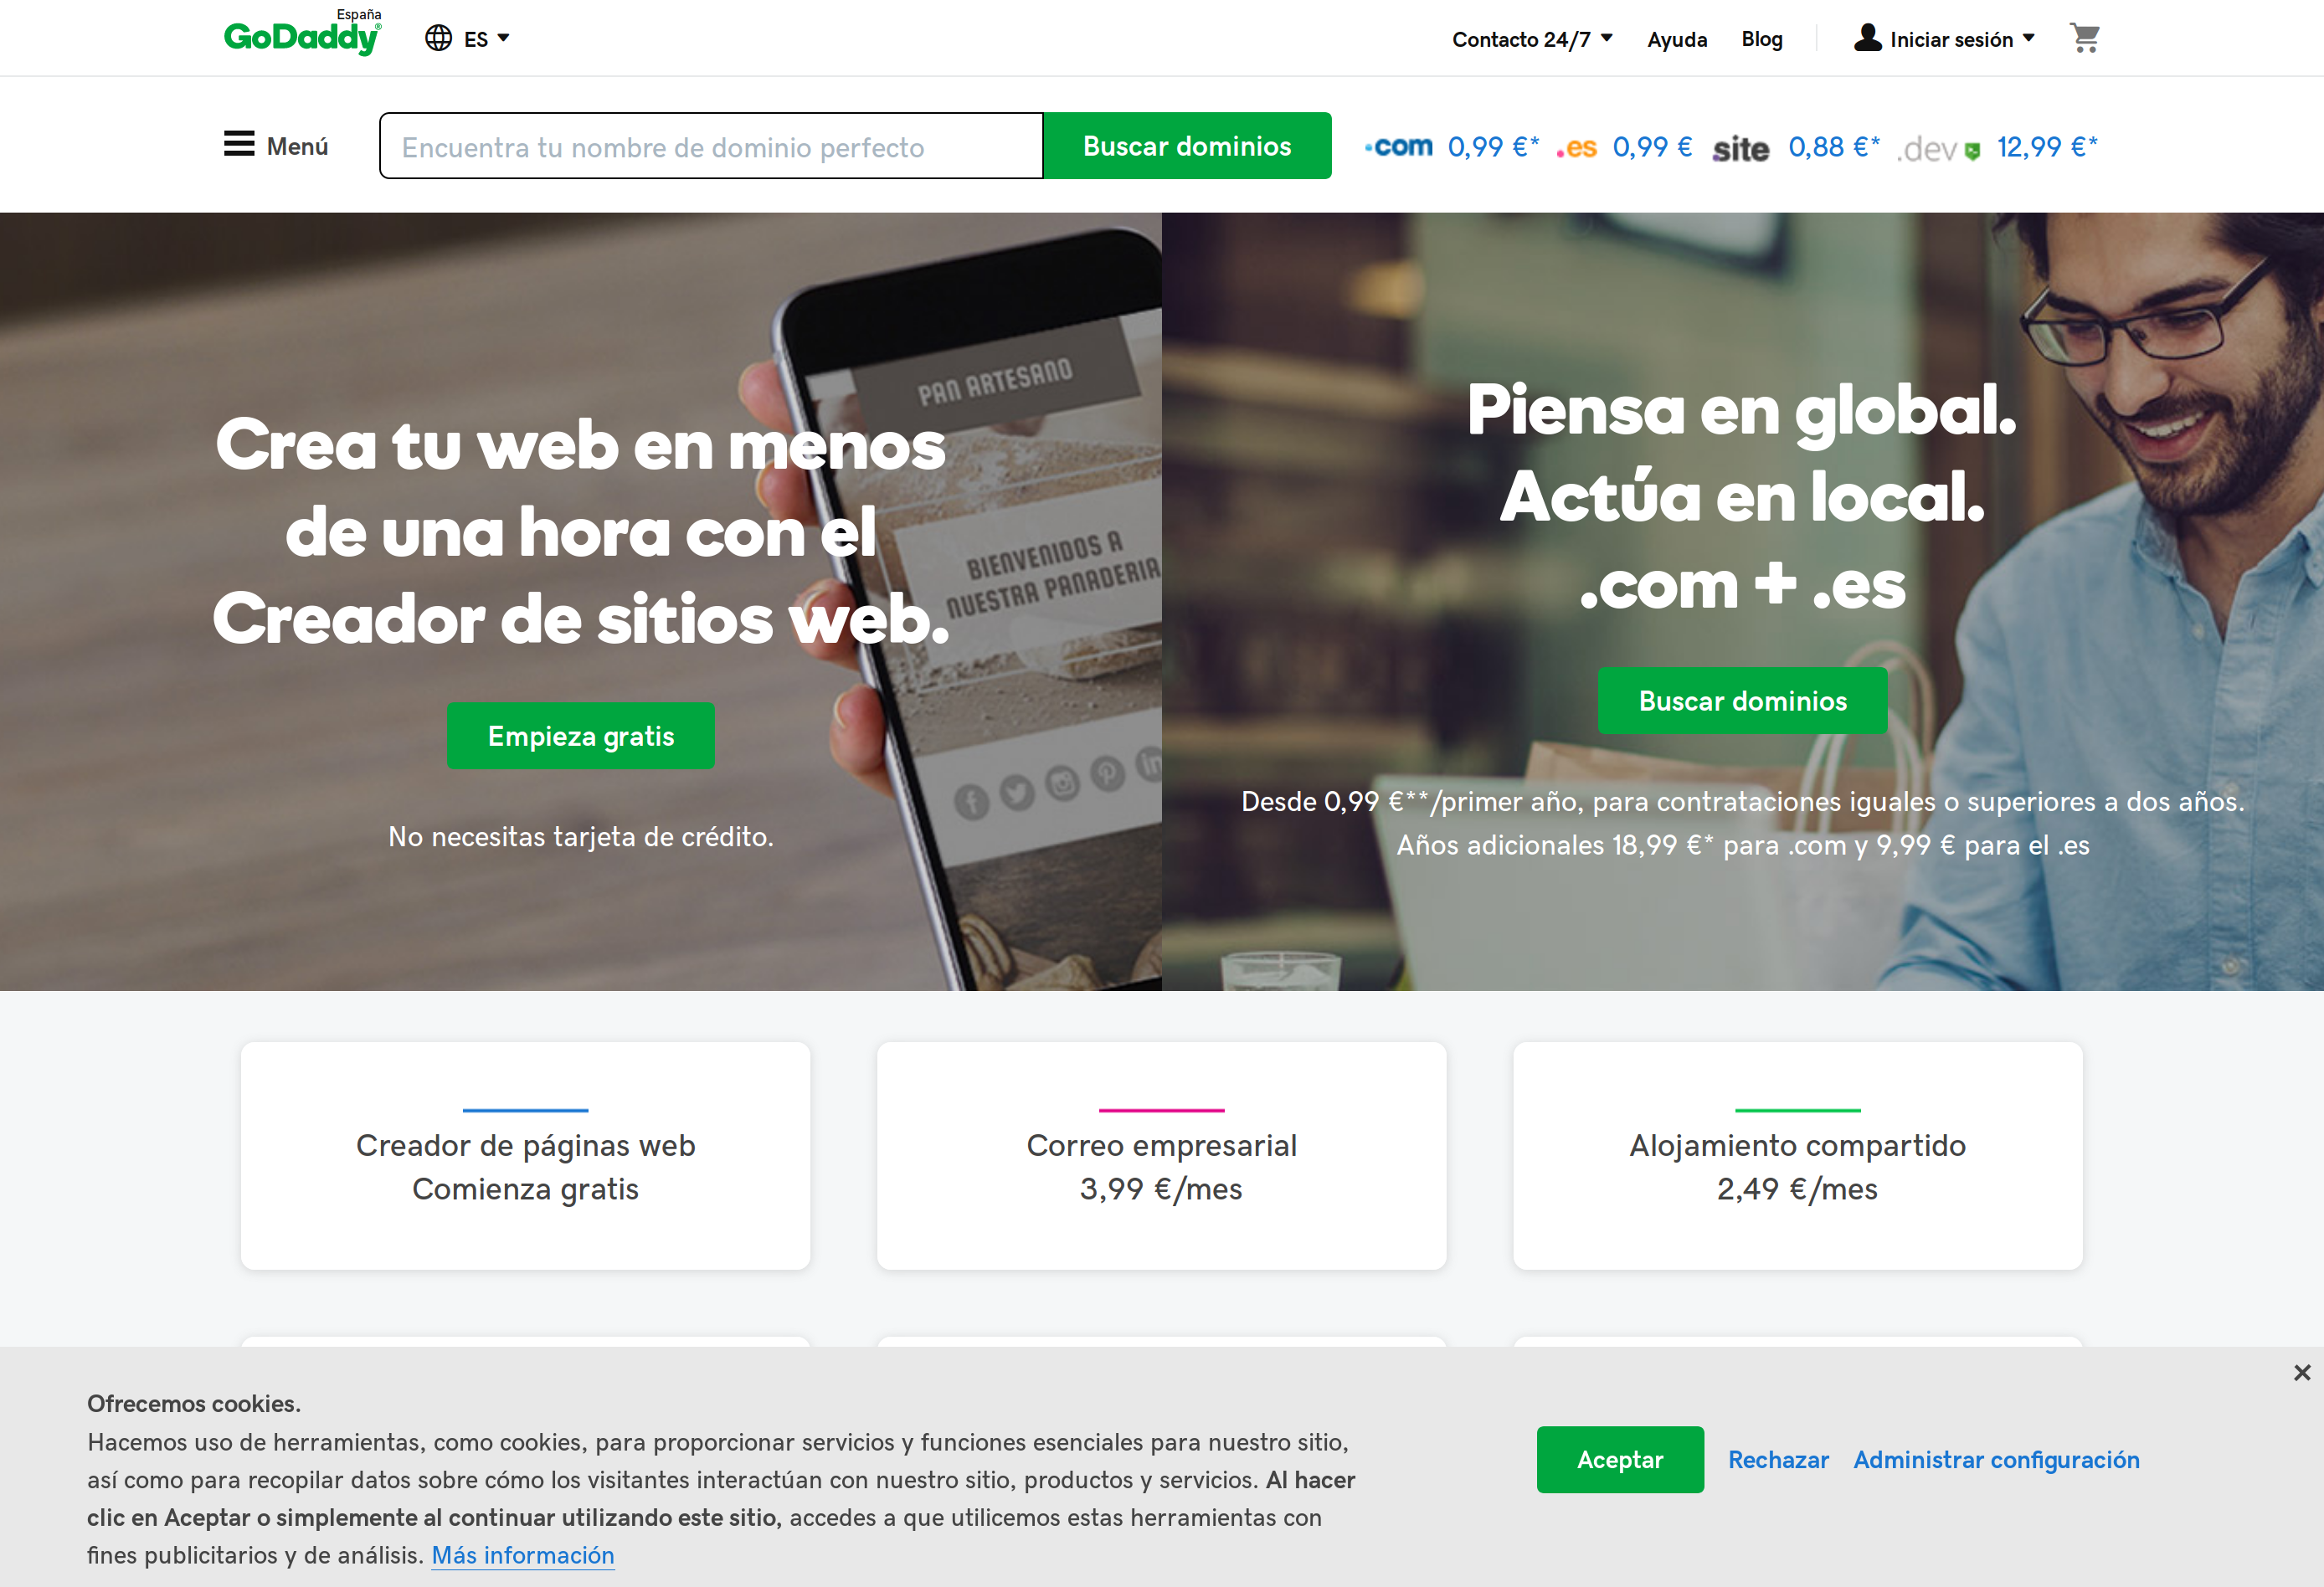 España
GoDaddy®
ES
Contacto 24/7
Ayuda
Blog
Iniciar sesión
Menú
Encuentra tu nombre de dominio perfecto
Buscar dominios
.com 0,99 €* .es 0,99 € .site 0,88 €* .dev 12,99 €*
PAN ARTESANO
BIENVENIDOS A
NUESTRA PANADERIA
Crea tu web en menos
de una hora con el
Creador de sitios web.
Empieza gratis
No necesitas tarjeta de crédito.
Piensa en global.
Actúa en local.
.com + .es
Buscar dominios
Desde 0,99 €**/primer año, para contrataciones iguales o superiores a dos años.
Años adicionales 18,99 €* para .com y 9,99 € para el .es
Creador de páginas web
Comienza gratis
Correo empresarial
3,99 €/mes
Alojamiento compartido
2,49 €/mes
Ofrecemos cookies.
Hacemos uso de herramientas, como cookies, para proporcionar servicios y funciones esenciales para nuestro sitio,
así como para recopilar datos sobre cómo los visitantes interactúan con nuestro sitio, productos y servicios. Al hacer
clic en Aceptar o simplemente al continuar utilizando este sitio, accedes a que utilicemos estas herramientas con
fines publicitarios y de análisis. Más información
Aceptar
Rechazar
Administrar configuración